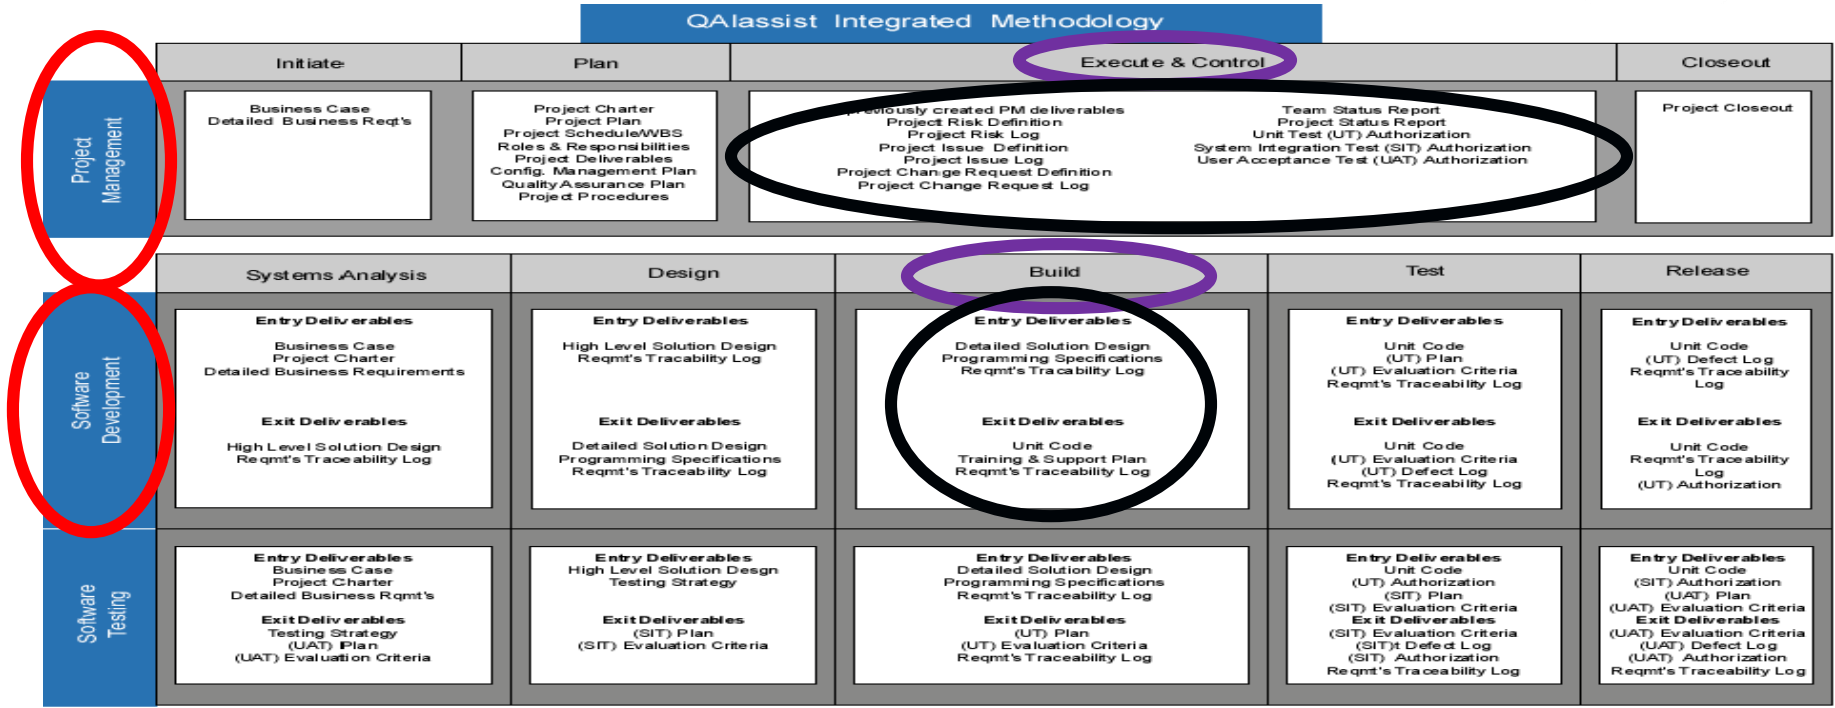 QAIassist Integrated Methodology
Initiate
Plan
Execute & Control
Closeout
Project
Management
Business Case
Detailed Business Reqt's
Project Charter
Project Plan
Project Schedule/WBS
Roles & Responsibilities
Project Deliverables
Config. Management Plan
Quality Assurance Plan
Project Procedures
created PM deliverables
Project Risk Definition
Project Risk Log
Project Issue Definition
Project Issue Log
Project Change Request Definition
Project Change Request Log
Team Status Report
Project Status Report
Unit Test (UT) Authorization
System Integration Test (SIT) Authorization
User Acceptance Test (UAT) Authorization
Project Closeout
Systems Analysis
Design
Build
Test
Release
Software
Development
Entry Deliverables
Business Case
Project Charter
Detailed Business Requirements
Exit Deliverables
High Level Solution Design
Reqmt's Traceability Log
Entry Deliverables
High Level Solution Design
Reqmt's Tracability Log
Exit Deliverables
Detailed Solution Design
Programming Specifications
Reqmt's Traceability Log
Entry Deliverables
Detailed Solution Design
Programming Specifications
Reqmt's Tracability Log
Exit Deliverables
Unit Code
Training & Support Plan
Reqmt's Traceability Log
Entry Deliverables
Unit Code
(UT) Plan
(UT) Evaluation Criteria
Reqmt's Traceability Log
Exit Deliverables
Unit Code
(UT) Evaluation Criteria
(UT) Defect Log
Reqmt's Traceability Log
Entry Deliverables
Unit Code
(UT) Defect Log
Reqmt's Traceability
Log
Exit Deliverables
Unit Code
Reqmt's Traceability
Log
(UT) Authorization
Software
Testing
Entry Deliverables
Business Case
Project Charter
Detailed Business Rqmt's
Exit Deliverables
Testing Strategy
(UAT) Plan
(UAT) Evaluation Criteria
Entry Deliverables
High Level Solution Desgn
Testing Strategy
Exit Deliverables
(SIT) Plan
(SIT) Evaluation Criteria
Entry Deliverables
Detailed Solution Design
Programming Specifications
Reqmt's Traceability Log
Exit Deliverables
(UT) Plan
(UT) Evaluation Criteria
Reqmt's Traceability Log
Entry Deliverables
Unit Code
(UT) Authorization
(SIT) Plan
(SIT) Evaluation Criteria
Exit Deliverables
(SIT) Evaluation Criteria
(SIT)t Defect Log
(SIT) Authorization
Reqmt's Traceability Log
Entry Deliverables
Unit Code
(SIT) Authorization
(UAT) Plan
(UAT) Evaluation Criteria
Exit Deliverables
(UAT) Evaluation Criteria
(UAT) Defect Log
(UAT) Authorization
Reqmt's Traceability Log